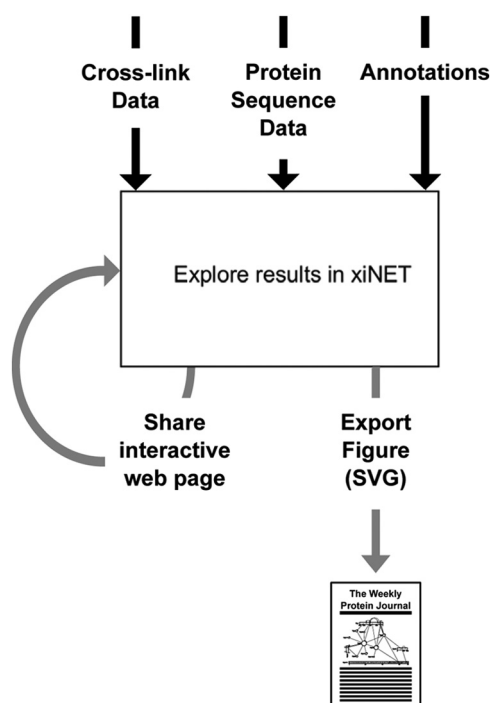 Cross-link
Data
Protein
Sequence
Data
Annotations
Explore results in xiNET
Share
interactive
web page
Export
Figure
(SVG)
The Weekly
Protein Journal